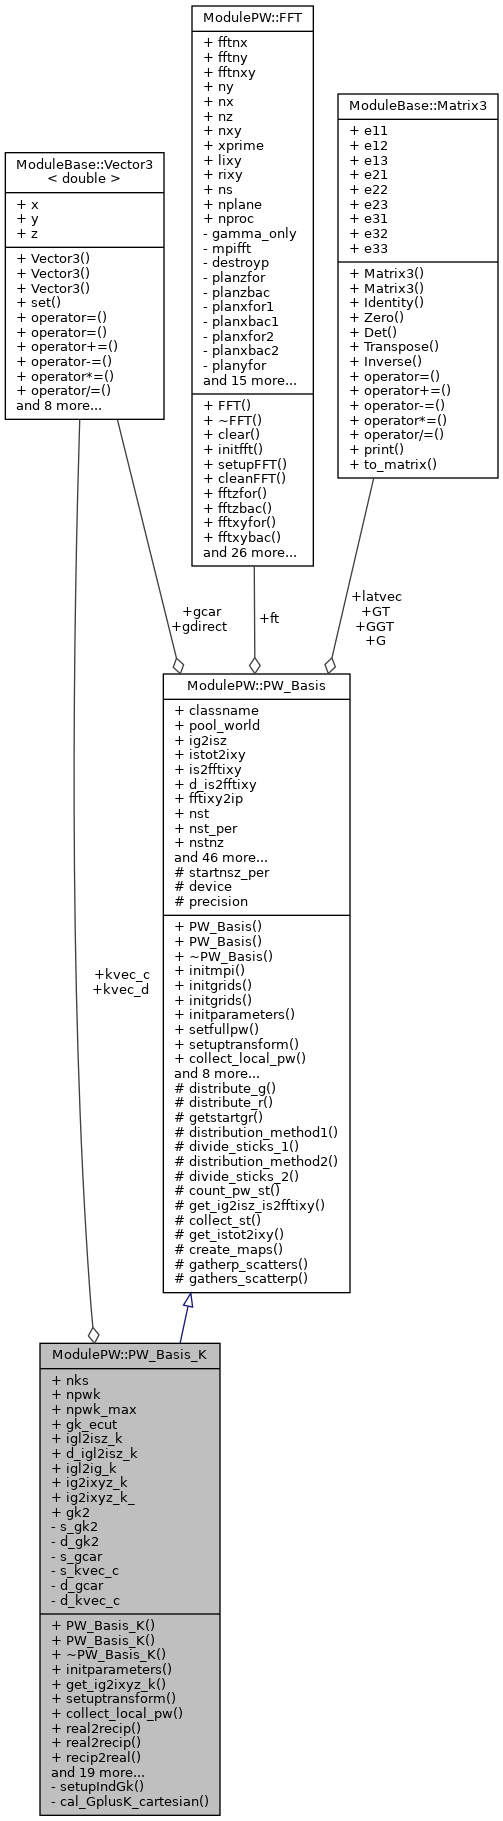 ModulePW::FFT
+ fftnx
+ fftny
+ fftnxy
+ ny
+ nx
+ nz
+ nxy
+ xprime
+ lixy
+ rixy
+ ns
+ nplane
+ nproc
- gamma_only
- mpifft
- destroyp
- planzfor
- planzbac
- planxfor1
- planxbac1
- planxfor2
- planxbac2
- planyfor
and 15 more...
+ FFT()
+ ~FFT()
+ clear()
+ initfft()
+ setupFFT()
+ cleanFFT()
+ fftzfor()
+ fftzbac()
+ fftxyfor()
+ fftxybac()
and 26 more...
ModuleBase::Matrix3
+ e11
+ e12
+ e13
+ e21
+ e22
+ e23
+ e31
+ e32
+ e33
+ Matrix3()
+ Matrix3()
+ Identity()
+ Zero()
+ Det()
+ Transpose()
+ Inverse()
+ operator=()
+ operator+=()
+ operator-=()
+ operator*=()
+ operator/=()
+ print()
+ to_matrix()
ModuleBase::Vector3
< double >
+ x
+ y
+ z
+ Vector3()
+ Vector3()
+ Vector3()
+ set()
+ operator=()
+ operator=()
+ operator+=()
+ operator-=()
+ operator*=()
+ operator/=()
and 8 more...
+gcar
+gdirect
+ft
+latvec
+GT
+GGT
+G
ModulePW::PW_Basis
+ classname
+ pool_world
+ ig2isz
+ istot2ixy
+ is2fftixy
+ d_is2fftixy
+ fftixy2ip
+ nst
+ nst_per
+ nstnz
and 46 more...
# startnsz_per
# device
# precision
+ PW_Basis()
+ PW_Basis()
+ ~PW_Basis()
+ initmpi()
+ initgrids()
+ initgrids()
+ initparameters()
+ setfullpw()
+ setuptransform()
+ collect_local_pw()
and 8 more...
# distribute_g()
# distribute_r()
# getstartgr()
# distribution_method1()
# divide_sticks_1()
# distribution_method2()
# divide_sticks_2()
# count_pw_st()
# get_ig2isz_is2fftixy()
# collect_st()
# get_istot2ixy()
# create_maps()
# gatherp_scatters()
# gathers_scatterp()
+kvec_c
+kvec_d
ModulePW::PW_Basis_K
+ nks
+ npwk
+ npwk_max
+ gk_ecut
+ igl2isz_k
+ d_igl2isz_k
+ igl2ig_k
+ ig2ixyz_k
+ ig2ixyz_k_
+ gk2
- s_gk2
- d_gk2
- s_gcar
- s_kvec_c
- d_gcar
- d_kvec_c
+ PW_Basis_K()
+ PW_Basis_K()
+ ~PW_Basis_K()
+ initparameters()
+ get_ig2ixyz_k()
+ setuptransform()
+ collect_local_pw()
+ real2recip()
+ real2recip()
+ recip2real()
and 19 more...
- setupIndGk()
- cal_GplusK_cartesian()